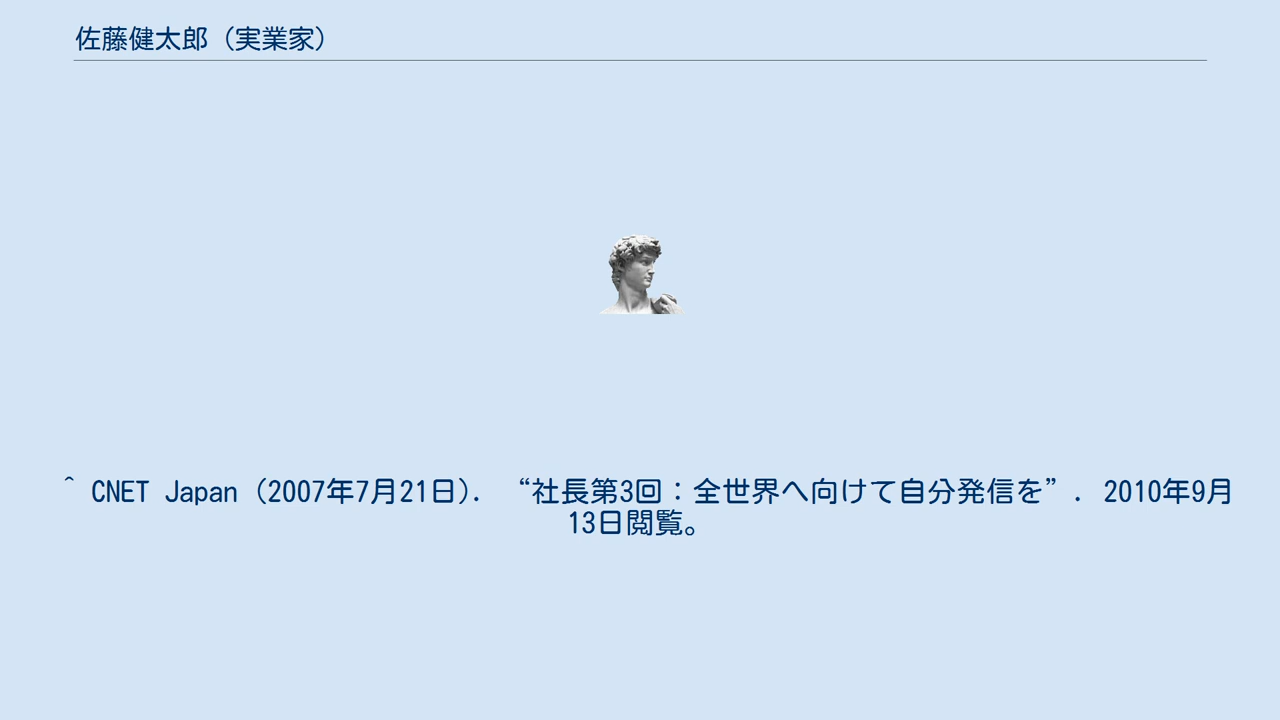 佐藤健太郎（実業家）
^ CNET Japan (2007年7月21日). “社長第3回：全世界へ向けて自分発信を”. 2010年9月
13日閲覧。